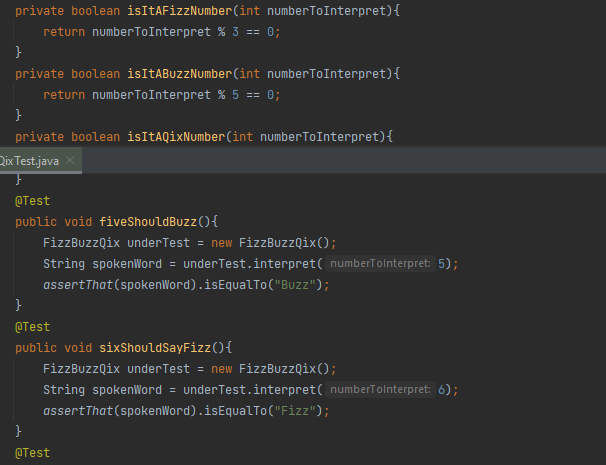 private boolean isItAFizzNumber(int numberToInterpret){
return numberToInterpret % 3 == 0;
}
private boolean isItABuzzNumber(int numberToInterpret){
return numberToInterpret % 5 == 0;
}
private boolean isItAQixNumber(int numberToInterpret){
QixTest.java ×
}
@Test
public void fiveShouldBuzz(){
FizzBuzzQix underTest = new FizzBuzzQix();
String spokenWord = underTest.interpret( numberToInterpret: 5);
assertThat(spokenWord).isEqualTo("Buzz");
}
@Test
public void sixShouldSayFizz(){
FizzBuzzQix underTest = new FizzBuzzQix();
String spokenWord = underTest.interpret( numberToInterpret: 6);
assertThat(spokenWord).isEqualTo("Fizz");
}
@Test